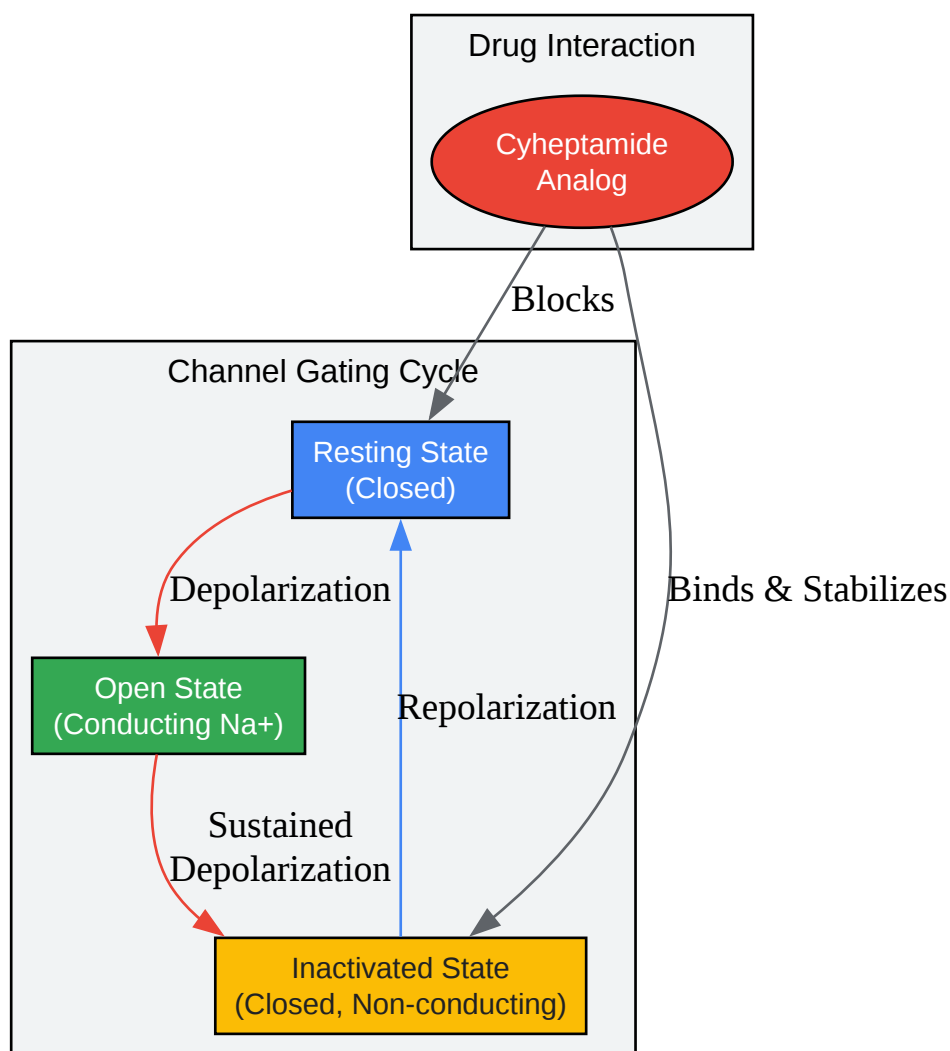 Drug Interaction
Cyheptamide
Analog
Blocks
Channel Gating Cycle
Resting State
(Closed)
Depolarization
Binds & Stabilizes
Open State
(Conducting Na+)
Repolarization
Sustained
Depolarization
Inactivated State
(Closed, Non-conducting)